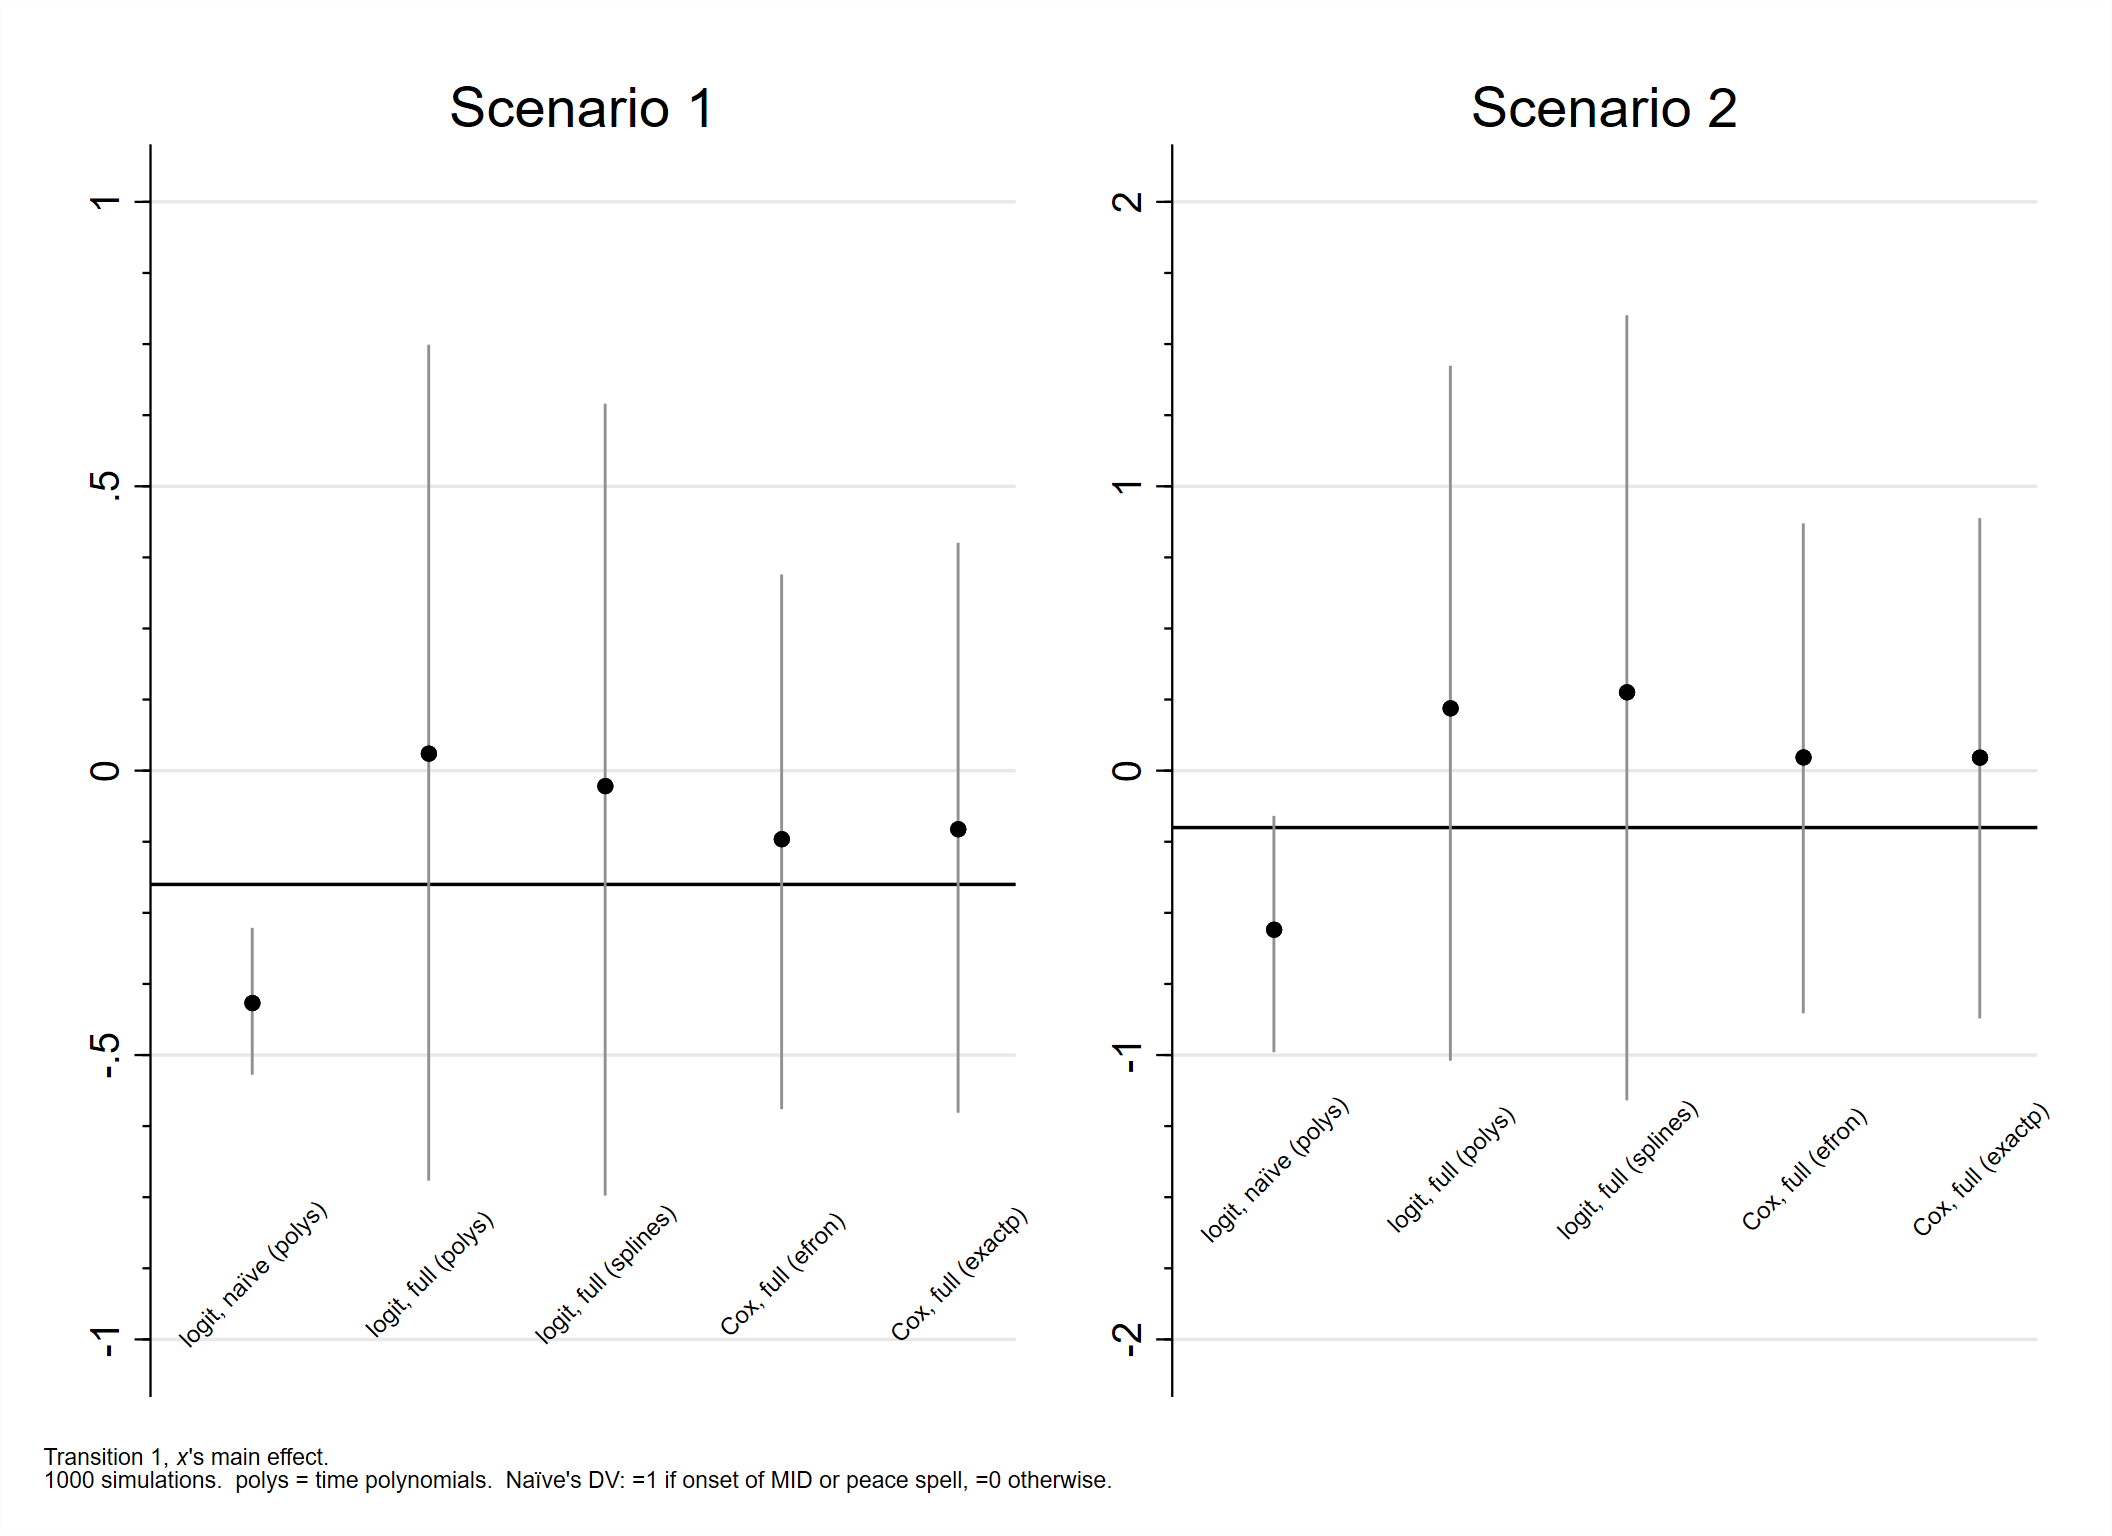 Scenario 1
1
.5
0
-.5
-1
logit, naïve (polys)
logit, full (polys)
logit, full (splines)
Cox, full (efron)
Cox, full (exactp)
Scenario 2
2
1
0
-1
-2
logit, naïve (polys)
logit, full (polys)
logit, full (splines)
Cox, full (efron)
Cox, full (exactp)
Transition 1, x's main effect.
1000 simulations.  polys = time polynomials.  Naïve's DV: =1 if onset of MID or peace spell, =0 otherwise.